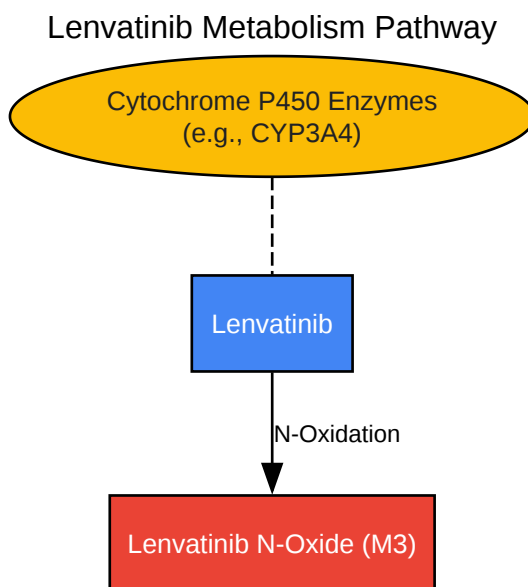 Lenvatinib Metabolism Pathway
Cytochrome P450 Enzymes
(e.g., CYP3A4)
Lenvatinib
N-Oxidation
Lenvatinib N-Oxide (M3)